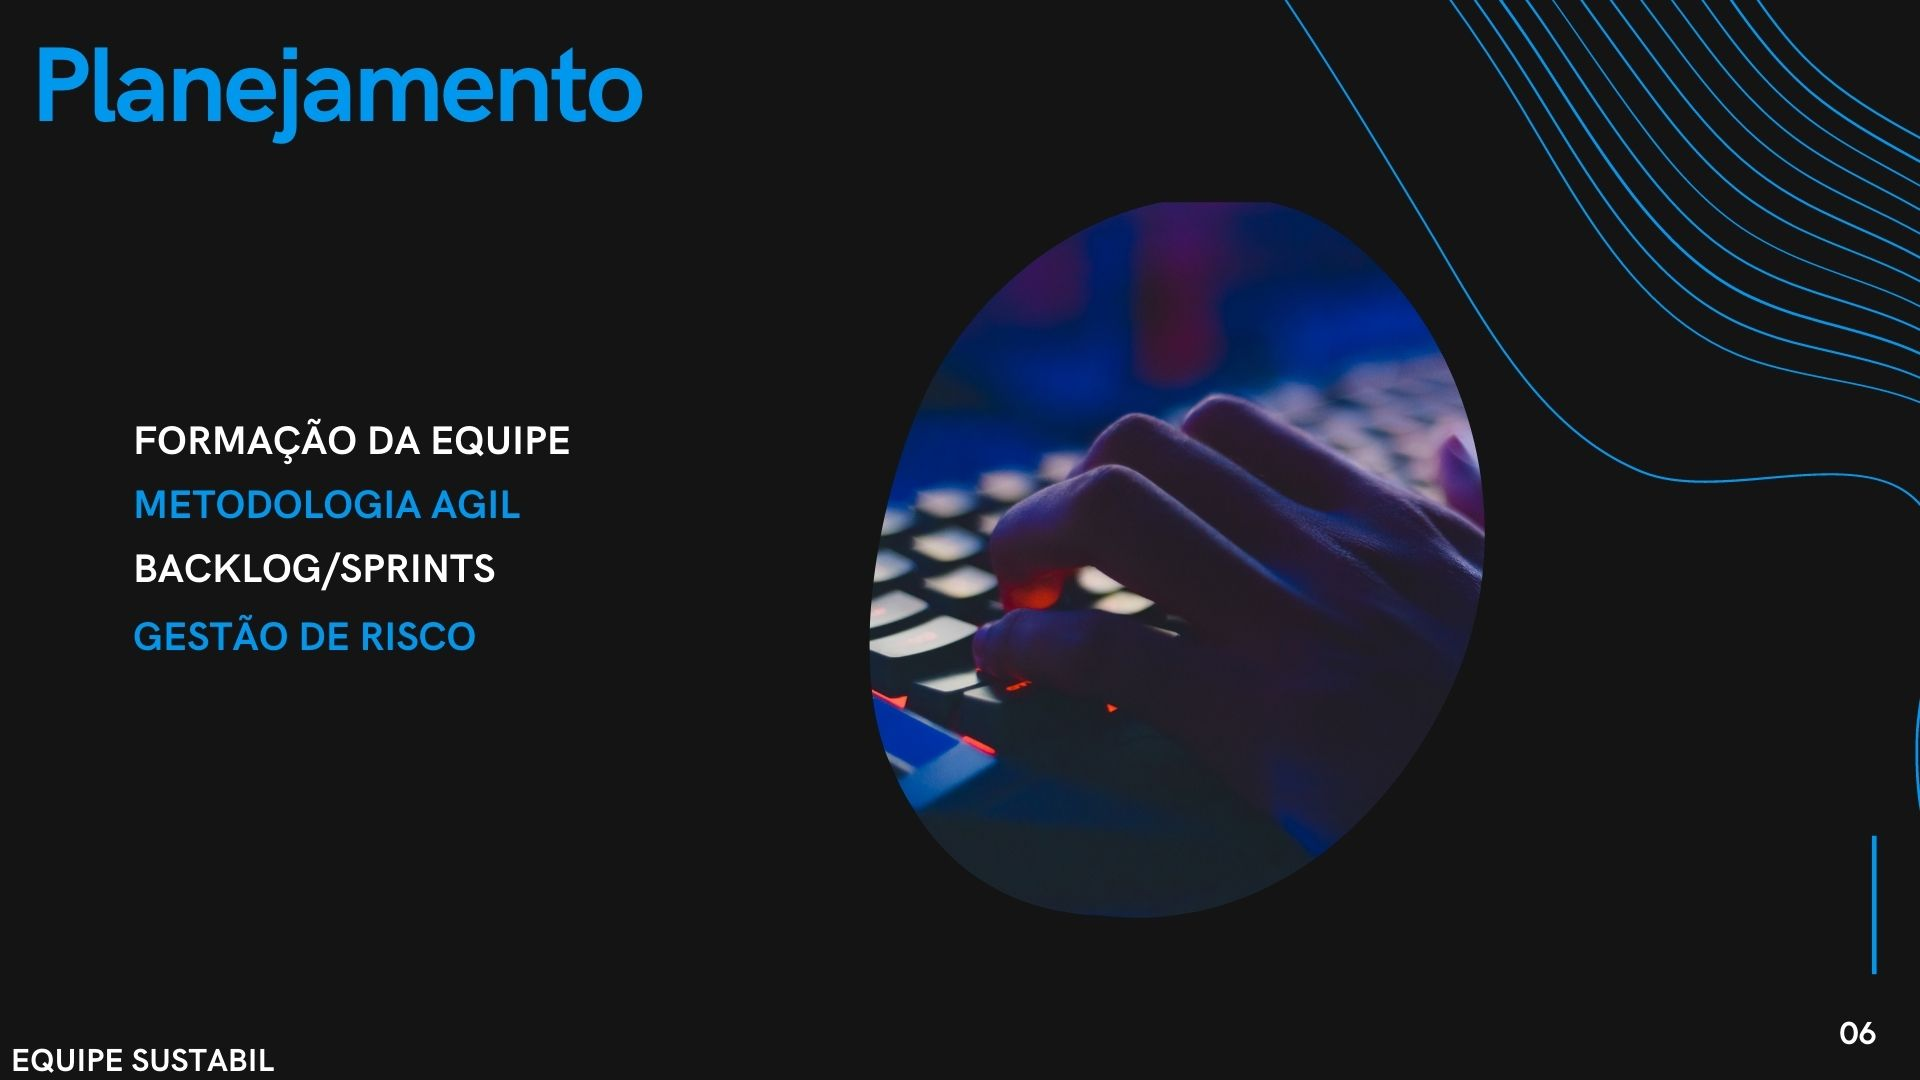 Planejamento
FORMAÇÃO DA EQUIPE
METODOLOGIA AGIL
BACKLOG/SPRINTS
GESTÃO DE RISCO
06
EQUIPE SUSTABIL